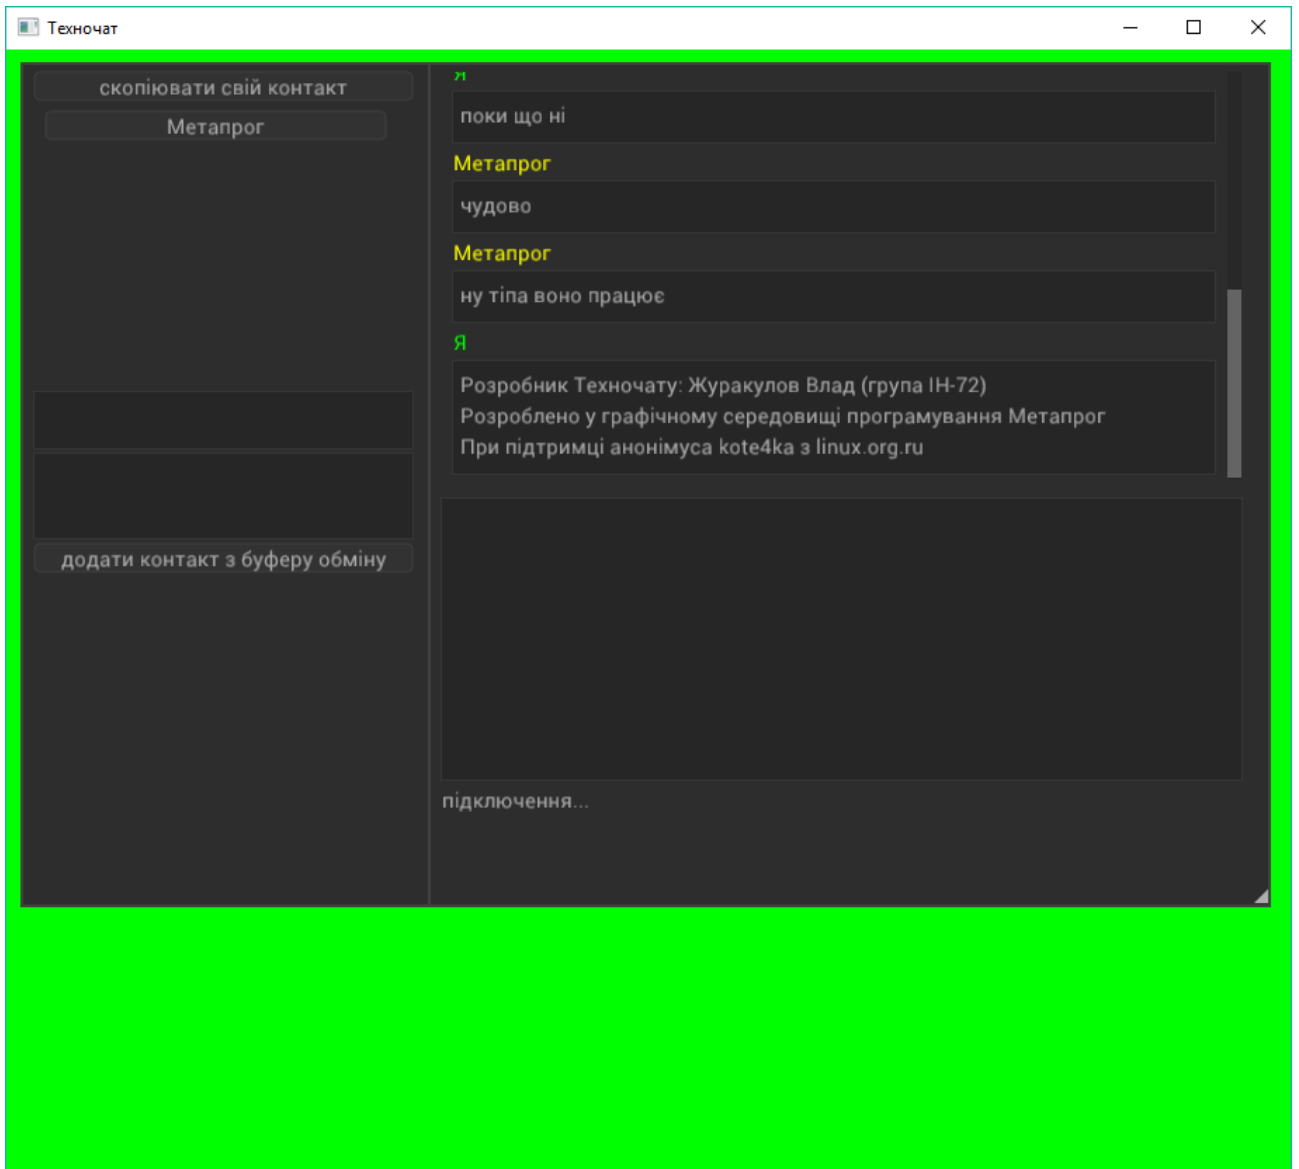 Техночат
скопіювати свій контакт
Метапрог
додати контакт з буферу обміну
Я
поки що ні
Метапрог
чудово
Метапрог
ну тіпа воно працює
Я
Розробник Техночату: Журакулов Влад (група ІН-72)
Розроблено у графічному середовищі програмування Метапрог
При підтримці анонімуса kote4ka з linux.org.ru
підключення...